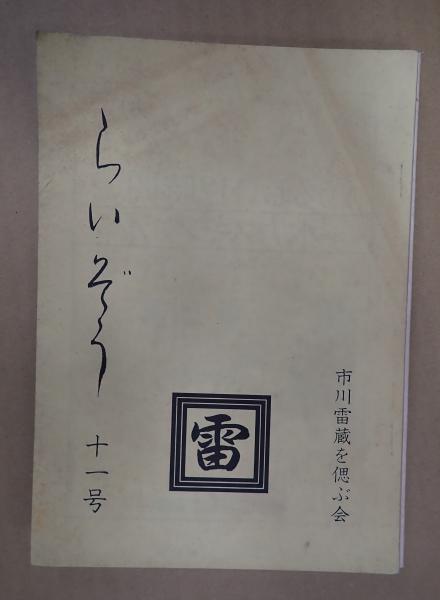 市川雷蔵を偲ぶ会
雷
らいぞう
十一号